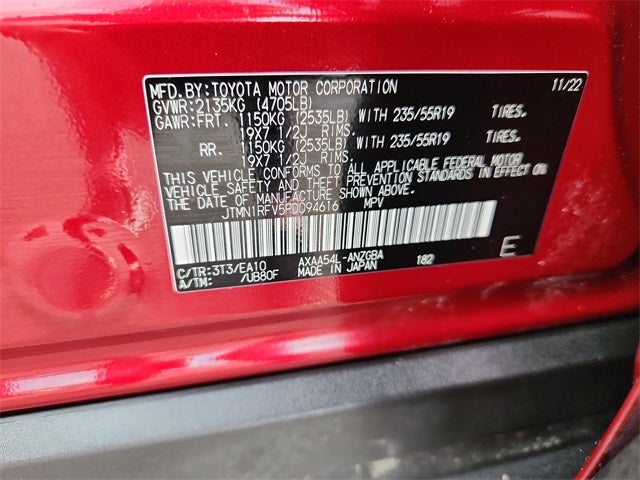 MFD. BY: TOYOTA MOTOR CORPORATION 11/22
GVWR: 2135KG (4705LB)
GAWR: FRT. 1150KG (2535LB) WITH 235/55R19 TIRES.
19X7 1/2J RIMS.
RR. 1150KG (2535LB) WITH 235/55R19 TIRES.
19X7 1/2J RIMS.
THIS VEHICLE CONFORMS TO ALL APPLICABLE FEDERAL MOTOR
VEHICLE SAFETY AND THEFT PREVENTION STANDARDS IN EFFECT ON
THE DATE OF MANUFACTURE SHOWN ABOVE.
JTMN1RFV5PD094616 MPV
C/TR: 3T3/EA10 AXAA54L-ANZGBA 182 E
A/TM: /UB80F MADE IN JAPAN